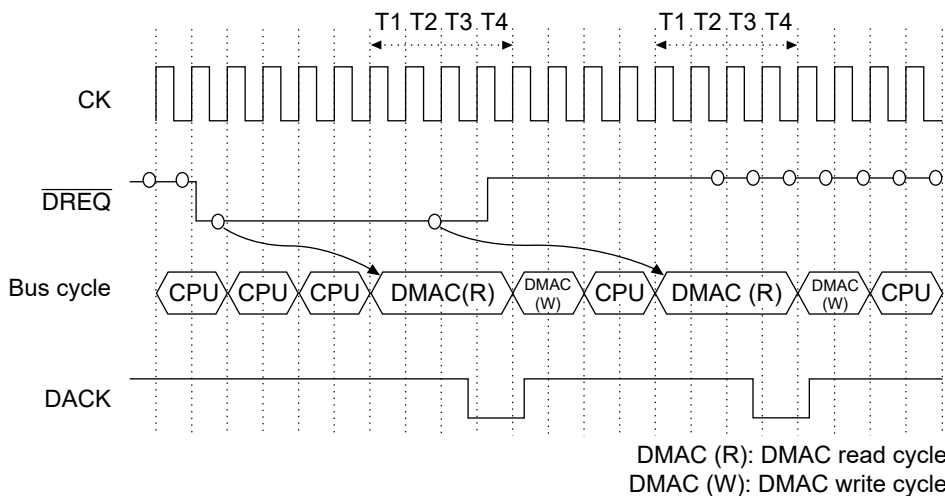 T1 T2 T3 T4 T1 T2 T3 T4
CK
DREQ
Bus cycle CPU CPU CPU DMAC(R) DMAC (W) CPU DMAC (R) DMAC (W) CPU
DACK
DMAC (R): DMAC read cycle
DMAC (W): DMAC write cycle